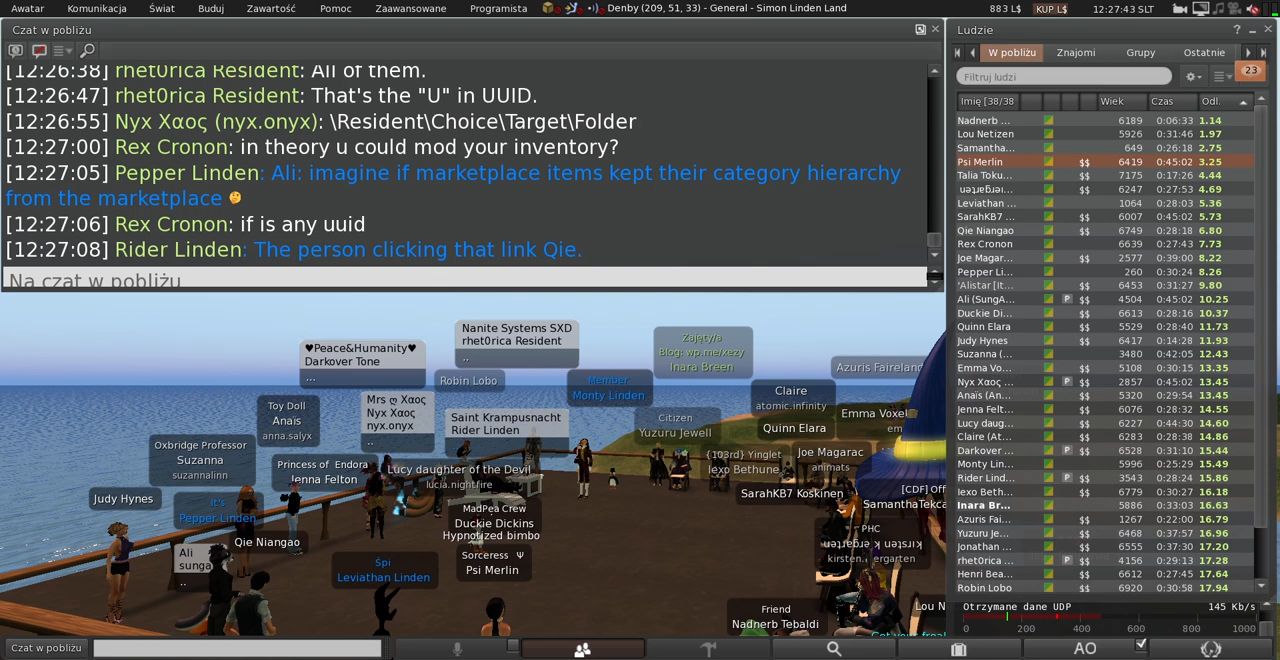 Awatar Komunikacja Świat Buduj Zawartość Pomoc Zaawansowane Programista Denby (209, 51, 33) - General - Simon Linden Land 883 L$ KUP L$ 12:27:43 SLT
Czat w pobliżu
[12:26:38] rhet0rica Resident: All of them.
[12:26:47] rhet0rica Resident: That's the "U" in UUID.
[12:26:55] Nyx Χαος (nyx.onyx): \Resident\Choice\Target\Folder
[12:27:00] Rex Cronon: in theory u could mod your inventory?
[12:27:05] Pepper Linden: Ali: imagine if marketplace items kept their category hierarchy
from the marketplace 🤔
[12:27:06] Rex Cronon: if is any uuid
[12:27:08] Rider Linden: The person clicking that link Qie.
Na czat w pobliżu
Nanite Systems SXD
rhet0rica Resident
..
♥Peace&Humanity♥
Darkover Tone
...
Robin Lobo
Zajęty/a
Blog: wp.me/xezy
Inara Breen
Member
Monty Linden
Azuris Faireland
Claire
atomic.infinity
Toy Doll
Anais
anna.salyx
Mrs ღ Χαος
Nyx Χαος
nyx.onyx
..
Saint Krampusnacht
Rider Linden
Citizen
Yuzuru Jewell
Emma Voxel
Quinn Elara
Oxbridge Professor
Suzanna
suzannalinn
Princess of Endora
Jenna Felton
Lucy daughter of the Devil
lucia.nightfire
{103rd} Yinglet
Iexo Bethune
Joe Magarac
animats
Judy Hynes
It's
Pepper Linden
SarahKB7 Koskinen
[CDF] Off
SamanthaTekca
MadPea Crew
Duckie Dickins
Hypnotized bimbo
Qie Niangao
PHC
Ali
sunga
..
Śpi
Leviathan Linden
Sorceress Ψ
Psi Merlin
Friend
Nadnerb Tebaldi
Lou N
Ludzie
W pobliżu Znajomi Grupy Ostatnie
Filtruj ludzi 23
Imię [38/38 Wiek Czas Odl.
Nadnerb ... 6189 0:06:33 1.14
Lou Netizen 5926 0:31:46 1.97
Samantha... 649 0:26:18 2.75
Psi Merlin $$ 6419 0:45:02 3.25
Talia Toku... $$ 7175 0:17:26 4.44
$$ 6247 0:27:53 4.69
Leviathan ... 1064 0:28:03 5.36
SarahKB7 ... $$ 6007 0:45:02 5.73
Qie Niangao $$ 6749 0:28:18 6.80
Rex Cronon 6639 0:27:43 7.73
Joe Magar... $$ 2577 0:39:00 8.22
Pepper Li... 260 0:30:24 8.26
'Alistar [It... $$ 6453 0:31:27 9.80
Ali (SungA... P $$ 4504 0:45:02 10.25
Duckie Di... $$ 6613 0:28:16 10.37
Quinn Elara $$ 5529 0:28:40 11.73
Judy Hynes $$ 6417 0:14:28 11.93
Suzanna (... 3480 0:42:05 12.43
Emma Vo... $$ 5108 0:30:15 13.35
Nyx Χαος ... P $$ 2857 0:45:02 13.45
Anaïs (An... $$ 5320 0:29:54 13.45
Jenna Felt... $$ 6076 0:28:32 14.55
Lucy daug... $$ 6227 0:44:30 14.60
Claire (At... $$ 6283 0:28:38 14.86
Darkover ... P $$ 6528 0:31:10 15.44
Monty Lin... 5996 0:25:29 15.49
Rider Lind... P $$ 3543 0:28:24 15.86
Iexo Beth... $$ 6779 0:30:27 16.18
Inara Br... 5886 0:33:03 16.63
Azuris Fai... $$ 1267 0:22:00 16.79
Yuzuru Je... $$ 6468 0:37:57 16.96
Jonathan ... $$ 6555 0:37:30 17.20
rhet0rica ... P $$ 4156 0:29:13 17.28
Henri Bea... $$ 6612 0:27:45 17.64
Robin Lobo $$ 6920 0:30:58 17.94
Otrzymane dane UDP 145 Kb/s
0 200 400 600 800 1000
Czat w pobliżu AO